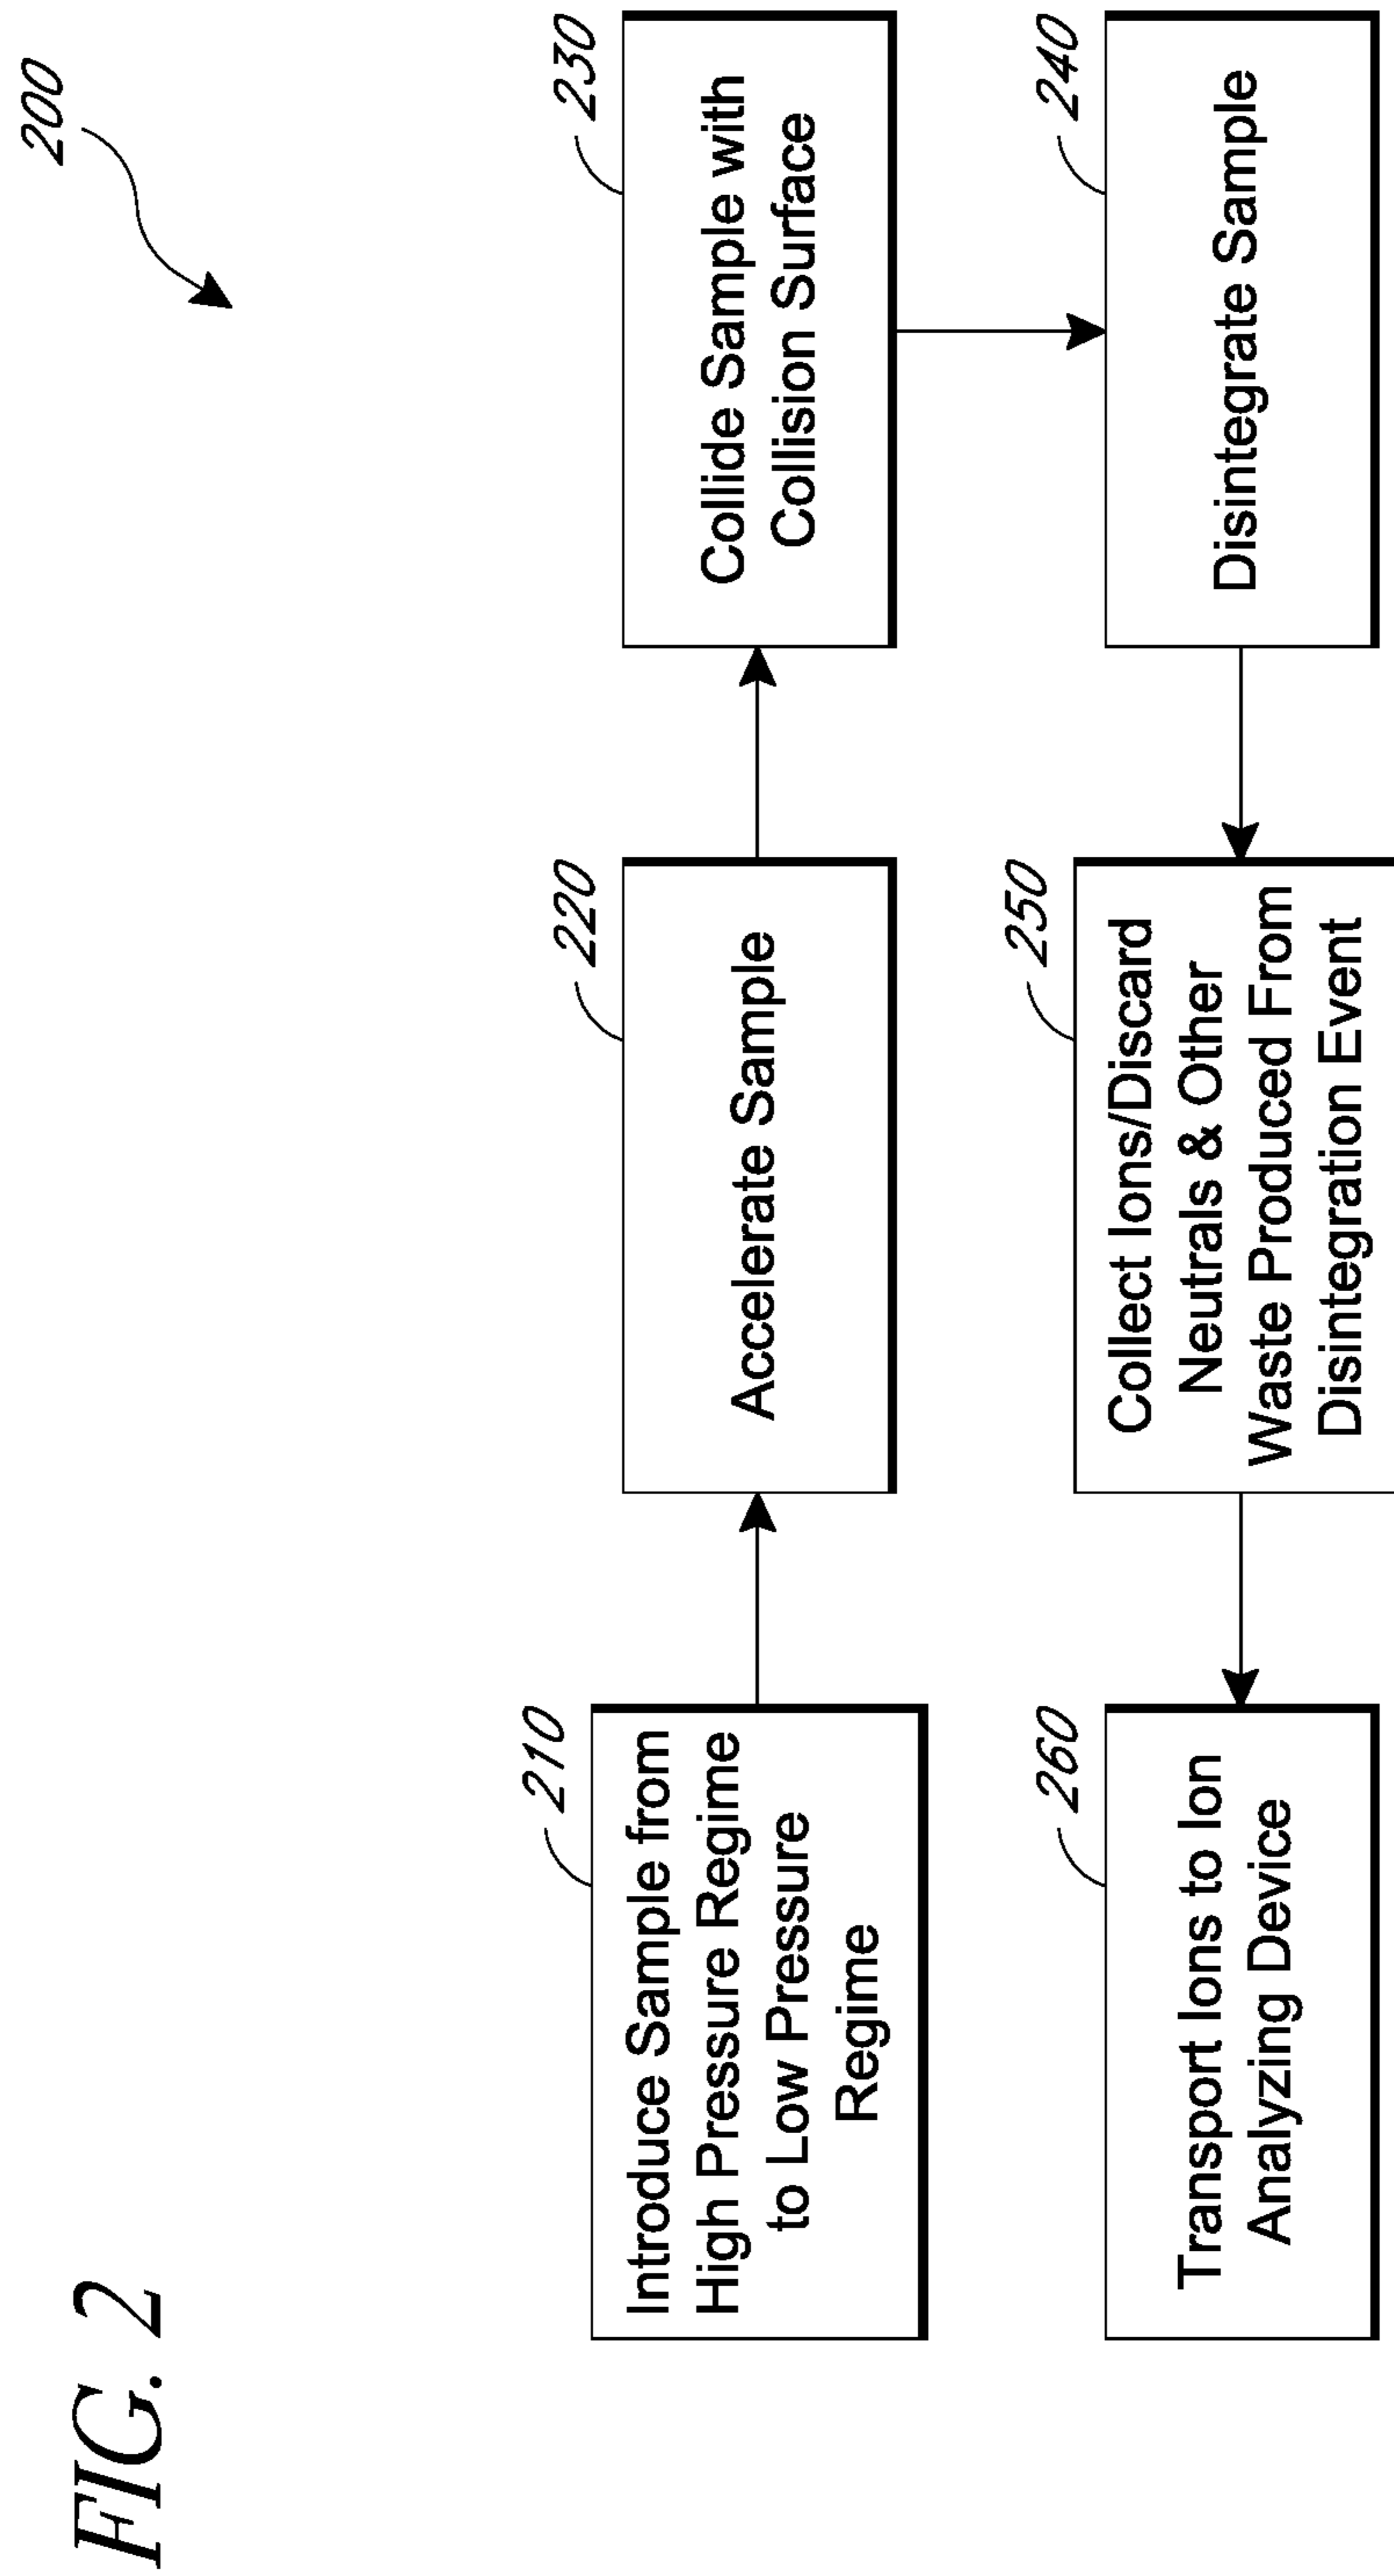 FIG. 2
200
210
Introduce Sample from
High Pressure Regime
to Low Pressure
Regime
220
Accelerate Sample
230
Collide Sample with
Collision Surface
240
Disintegrate Sample
250
Collect Ions/Discard
Neutrals & Other
Waste Produced From
Disintegration Event
260
Transport Ions to Ion
Analyzing Device